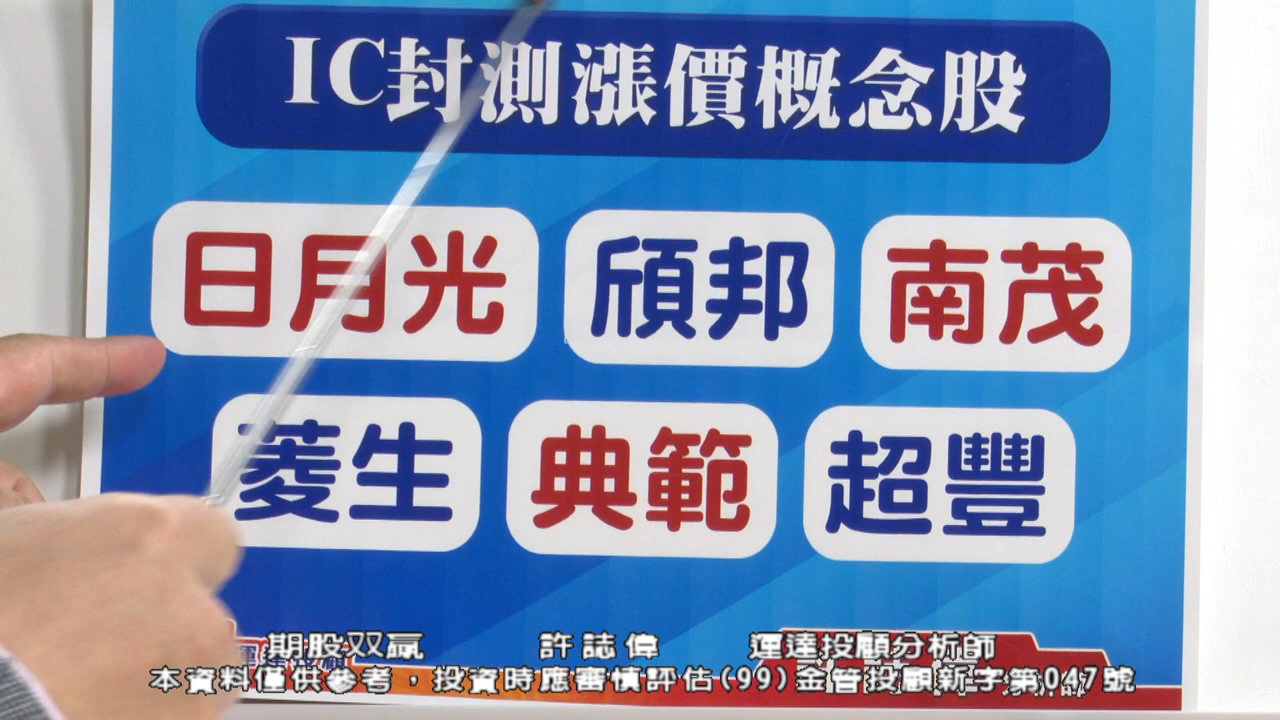 IC封測漲價概念股
日月光 頎邦 南茂
菱生 典範 超豐
期股双贏 許誌偉 運達投顧分析師
本資料僅供參考，投資時應審慎評估(99)金管投顧新字第047號